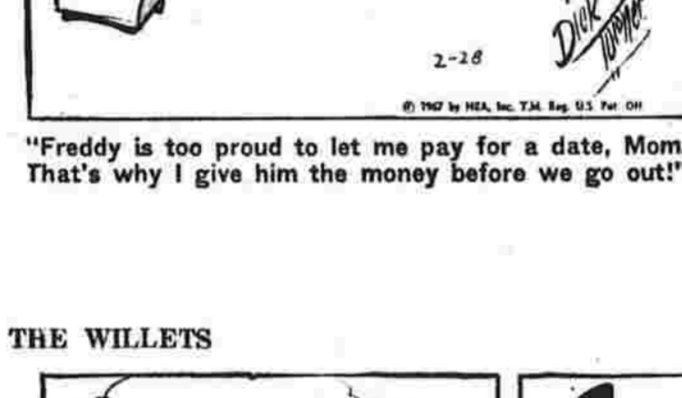 Dick
Turner
2-28
© 1967 by NEA, Inc. T.M. Reg. U.S. Pat. Off
"Freddy is too proud to let me pay for a date, Mom
That's why I give him the money before we go out!"
THE WILLETS